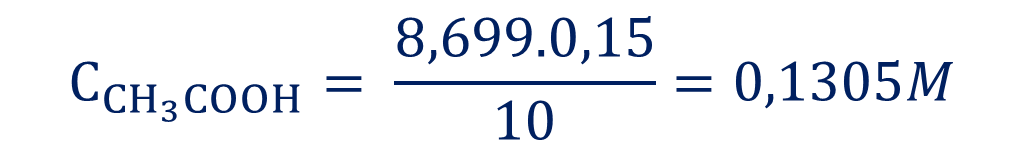 C_CH₃COOH = 8,699.0,15 / 10 = 0,1305M